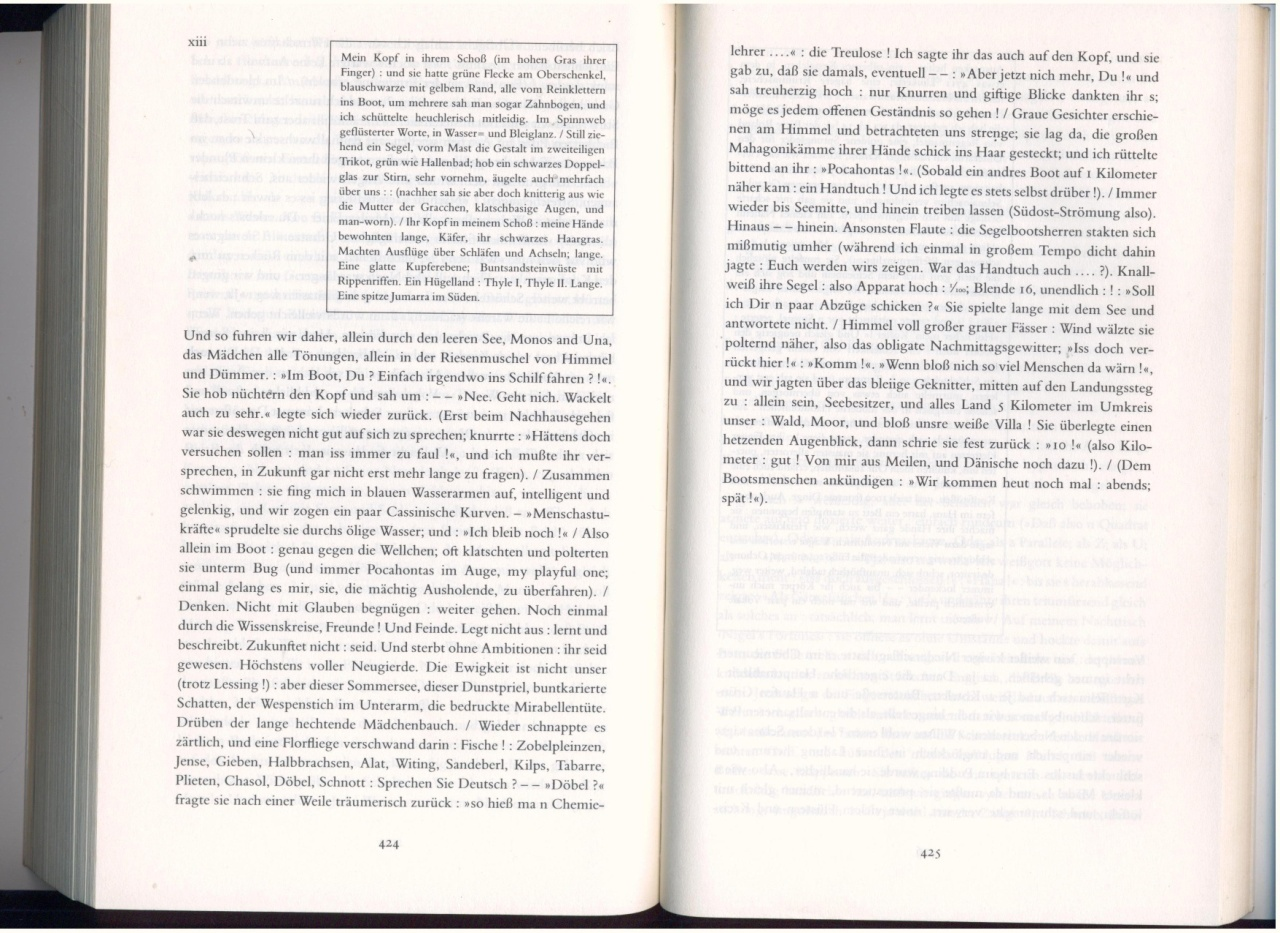 xiii
Mein Kopf in ihrem Schoß (im hohen Gras ihrer
Finger) : und sie hatte grüne Flecke am Oberschenkel,
blauschwarze mit gelbem Rand, alle vom Reinklettern
ins Boot, um mehrere sah man sogar Zahnbogen, und
ich schüttelte heuchlerisch mitleidig. Im Spinnweb
geflüsterter Worte, in Wasser= und Bleiglanz. / Still zie-
hend ein Segel, vorm Mast die Gestalt im zweiteiligen
Trikot, grün wie Hallenbad; hob ein schwarzes Doppel-
glas zur Stirn, sehr vornehm, äugelte auch mehrfach
über uns : : (nachher sah sie aber doch knitterig aus wie
die Mutter der Gracchen, klatschbasige Augen, und
man=worn). / Ihr Kopf in meinem Schoß : meine Hände
bewohnten lange, Käfer, ihr schwarzes Haargras.
Machten Ausflüge über Schläfen und Achseln; lange.
Eine glatte Kupferebene; Buntsandsteinwüste mit
Rippenriffen. Ein Hügelland : Thyle I, Thyle II. Lange.
Eine spitze Jumarra im Süden.
Und so fuhren wir daher, allein durch den leeren See, Monos and Una,
das Mädchen alle Tönungen, allein in der Riesenmuschel von Himmel
und Dümmer. : »Im Boot, Du ? Einfach irgendwo ins Schilf fahren ? !«.
Sie hob nüchtern den Kopf und sah um : – – »Nee. Geht nich. Wackelt
auch zu sehr.« legte sich wieder zurück. (Erst beim Nachhausegehen
war sie deswegen nicht gut auf sich zu sprechen; knurrte : »Hättens doch
versuchen sollen : man iss immer zu faul !«, und ich mußte ihr ver-
sprechen, in Zukunft gar nicht erst mehr lange zu fragen). / Zusammen
schwimmen : sie fing mich in blauen Wasserarmen auf, intelligent und
gelenkig, und wir zogen ein paar Cassinische Kurven. – »Menschastu-
kräfte« sprudelte sie durchs ölige Wasser; und : »Ich bleib noch !« / Also
allein im Boot : genau gegen die Wellchen; oft klatschten und polterten
sie unterm Bug (und immer Pocahontas im Auge, my playful one;
einmal gelang es mir, sie, die mächtig Ausholende, zu überfahren). /
Denken. Nicht mit Glauben begnügen : weiter gehen. Noch einmal
durch die Wissenskreise, Freunde ! Und Feinde. Legt nicht aus : lernt und
beschreibt. Zukunftet nicht : seid. Und sterbt ohne Ambitionen : ihr seid
gewesen. Höchstens voller Neugierde. Die Ewigkeit ist nicht unser
(trotz Lessing !) : aber dieser Sommersee, dieser Dunstpriel, buntkarierte
Schatten, der Wespenstich im Unterarm, die bedruckte Mirabellentüte.
Drüben der lange hechtende Mädchenbauch. / Wieder schnappte es
zärtlich, und eine Florfliege verschwand darin : Fische ! : Zobelpleinzen,
Jense, Gieben, Halbbrachsen, Alat, Witing, Sandeberl, Kilps, Tabarre,
Plieten, Chasol, Döbel, Schnott : Sprechen Sie Deutsch ? – – »Döbel ?«
fragte sie nach einer Weile träumerisch zurück : »so hieß ma n Chemie-
424
lehrer ....« : die Treulose ! Ich sagte ihr das auch auf den Kopf, und sie
gab zu, daß sie damals, eventuell – – : »Aber jetzt nich mehr, Du !« und
sah treuherzig hoch : nur Knurren und giftige Blicke dankten ihr s;
möge es jedem offenen Geständnis so gehen ! / Graue Gesichter erschie-
nen am Himmel und betrachteten uns strenge; sie lag da, die großen
Mahagonikämme ihrer Hände schick ins Haar gesteckt; und ich rüttelte
bittend an ihr : »Pocahontas !«. (Sobald ein andres Boot auf 1 Kilometer
näher kam : ein Handtuch ! Und ich legte es stets selbst drüber !). / Immer
wieder bis Seemitte, und hinein treiben lassen (Südost-Strömung also).
Hinaus – – hinein. Ansonsten Flaute : die Segelbootsherren stakten sich
mißmutig umher (während ich einmal in großem Tempo dicht dahin
jagte : Euch werden wirs zeigen. War das Handtuch auch .... ?). Knall-
weiß ihre Segel : also Apparat hoch : 1/100; Blende 16, unendlich : ! : »Soll
ich Dir n paar Abzüge schicken ?« Sie spielte lange mit dem See und
antwortete nicht. / Himmel voll großer grauer Fässer : Wind wälzte sie
polternd näher, also das obligate Nachmittagsgewitter; »Iss doch ver-
rückt hier !« : »Komm !«. »Wenn bloß nich so viel Menschen da wärn !«,
und wir jagten über das bleiige Geknitter, mitten auf den Landungssteg
zu : allein sein, Seebesitzer, und alles Land 5 Kilometer im Umkreis
unser : Wald, Moor, und bloß unsre weiße Villa ! Sie überlegte einen
hetzenden Augenblick, dann schrie sie fest zurück : »10 !« (also Kilo-
meter : gut ! Von mir aus Meilen, und Dänische noch dazu !). / (Dem
Bootsmenschen ankündigen : »Wir kommen heut noch mal : abends;
spät !«).
425